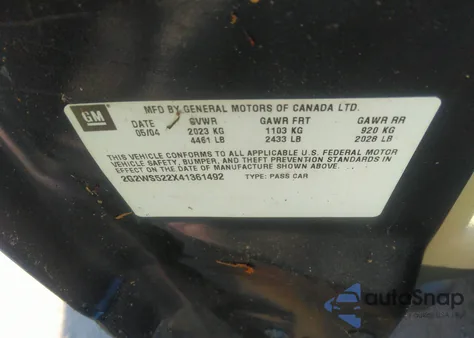 GM
MFD BY GENERAL MOTORS OF CANADA LTD.
DATE GVWR GAWR FRT GAWR RR
05/04 2023 KG 1103 KG 920 KG
4461 LB 2433 LB 2028 LB
THIS VEHICLE CONFORMS TO ALL APPLICABLE U.S. FEDERAL MOTOR
VEHICLE SAFETY, BUMPER, AND THEFT PREVENTION STANDARDS IN
EFFECT ON THE DATE OF MANUFACTURE SHOWN ABOVE.
2G2WS522X41361492 TYPE: PASS CAR
autoSnap